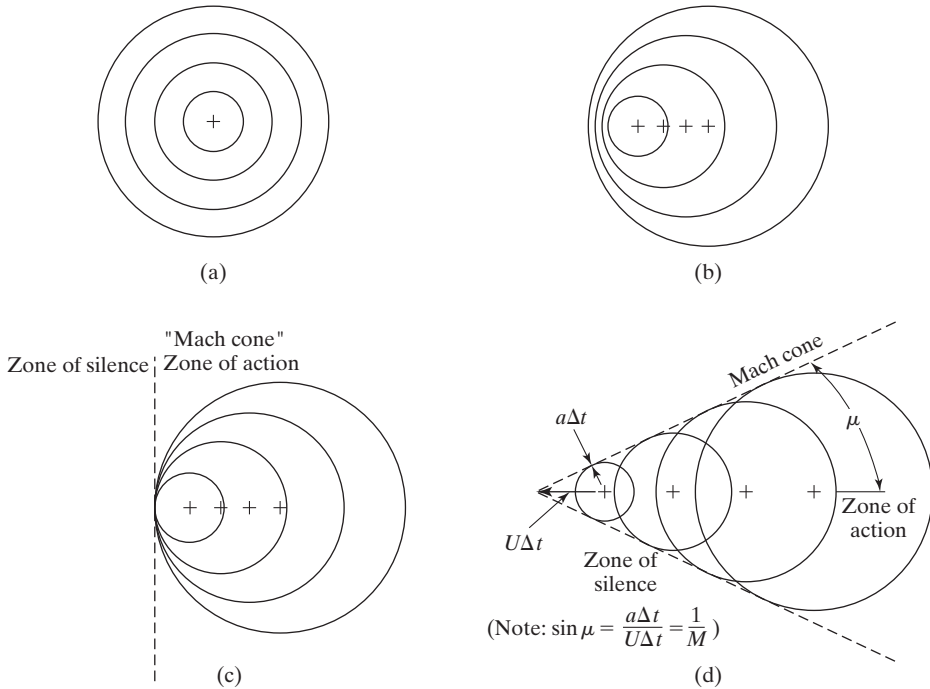 (a)
(b)
"Mach cone"
Zone of silence
Zone of action
(c)
Mach cone
aΔt
μ
UΔt
Zone of
action
Zone of
silence
(Note: sin μ = aΔt/UΔt = 1/M)
(d)